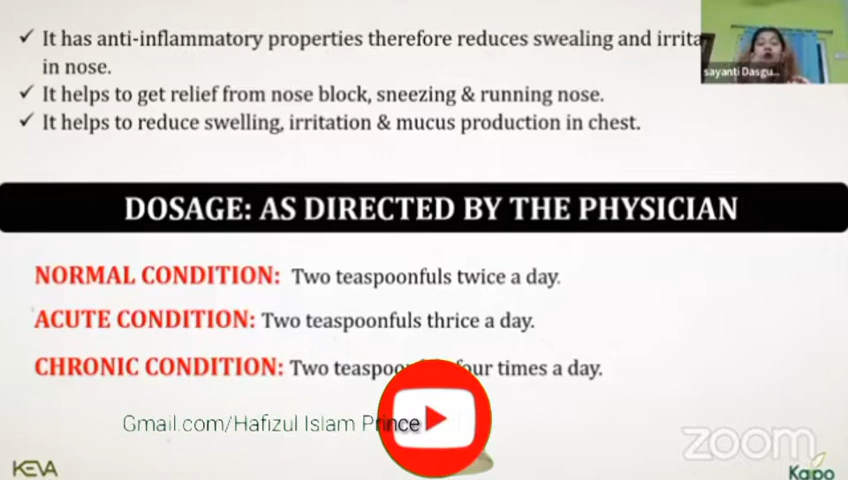 ✓ It has anti-inflammatory properties therefore reduces swealing and irrita
in nose.
sayanti Dasgu...
✓ It helps to get relief from nose block, sneezing & running nose.
✓ It helps to reduce swelling, irritation & mucus production in chest.
DOSAGE: AS DIRECTED BY THE PHYSICIAN
NORMAL CONDITION: Two teaspoonfuls twice a day.
ACUTE CONDITION: Two teaspoonfuls thrice a day.
CHRONIC CONDITION: Two four times a day.
Gmail.com/Hafizul Islam Prince
zoom
KEVA